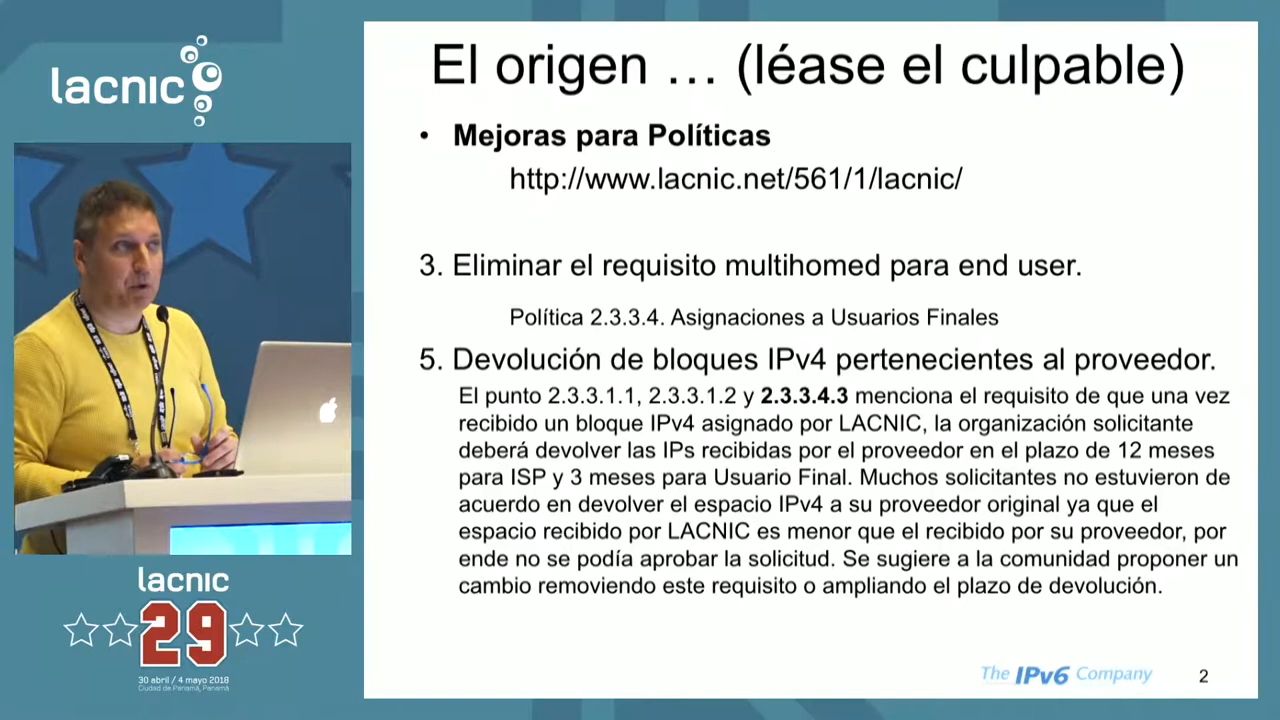 lacnic
El origen … (léase el culpable)
• Mejoras para Políticas
http://www.lacnic.net/561/1/lacnic/
3. Eliminar el requisito multihomed para end user.
Política 2.3.3.4. Asignaciones a Usuarios Finales
5. Devolución de bloques IPv4 pertenecientes al proveedor.
El punto 2.3.3.1.1, 2.3.3.1.2 y 2.3.3.4.3 menciona el requisito de que una vez
recibido un bloque IPv4 asignado por LACNIC, la organización solicitante
deberá devolver las IPs recibidas por el proveedor en el plazo de 12 meses
para ISP y 3 meses para Usuario Final. Muchos solicitantes no estuvieron de
acuerdo en devolver el espacio IPv4 a su proveedor original ya que el
espacio recibido por LACNIC es menor que el recibido por su proveedor, por
ende no se podía aprobar la solicitud. Se sugiere a la comunidad proponer un
cambio removiendo este requisito o ampliando el plazo de devolución.
The IPv6 Company
2
lacnic
29
30 abril / 4 mayo 2018
Ciudad de Panamá, Panamá